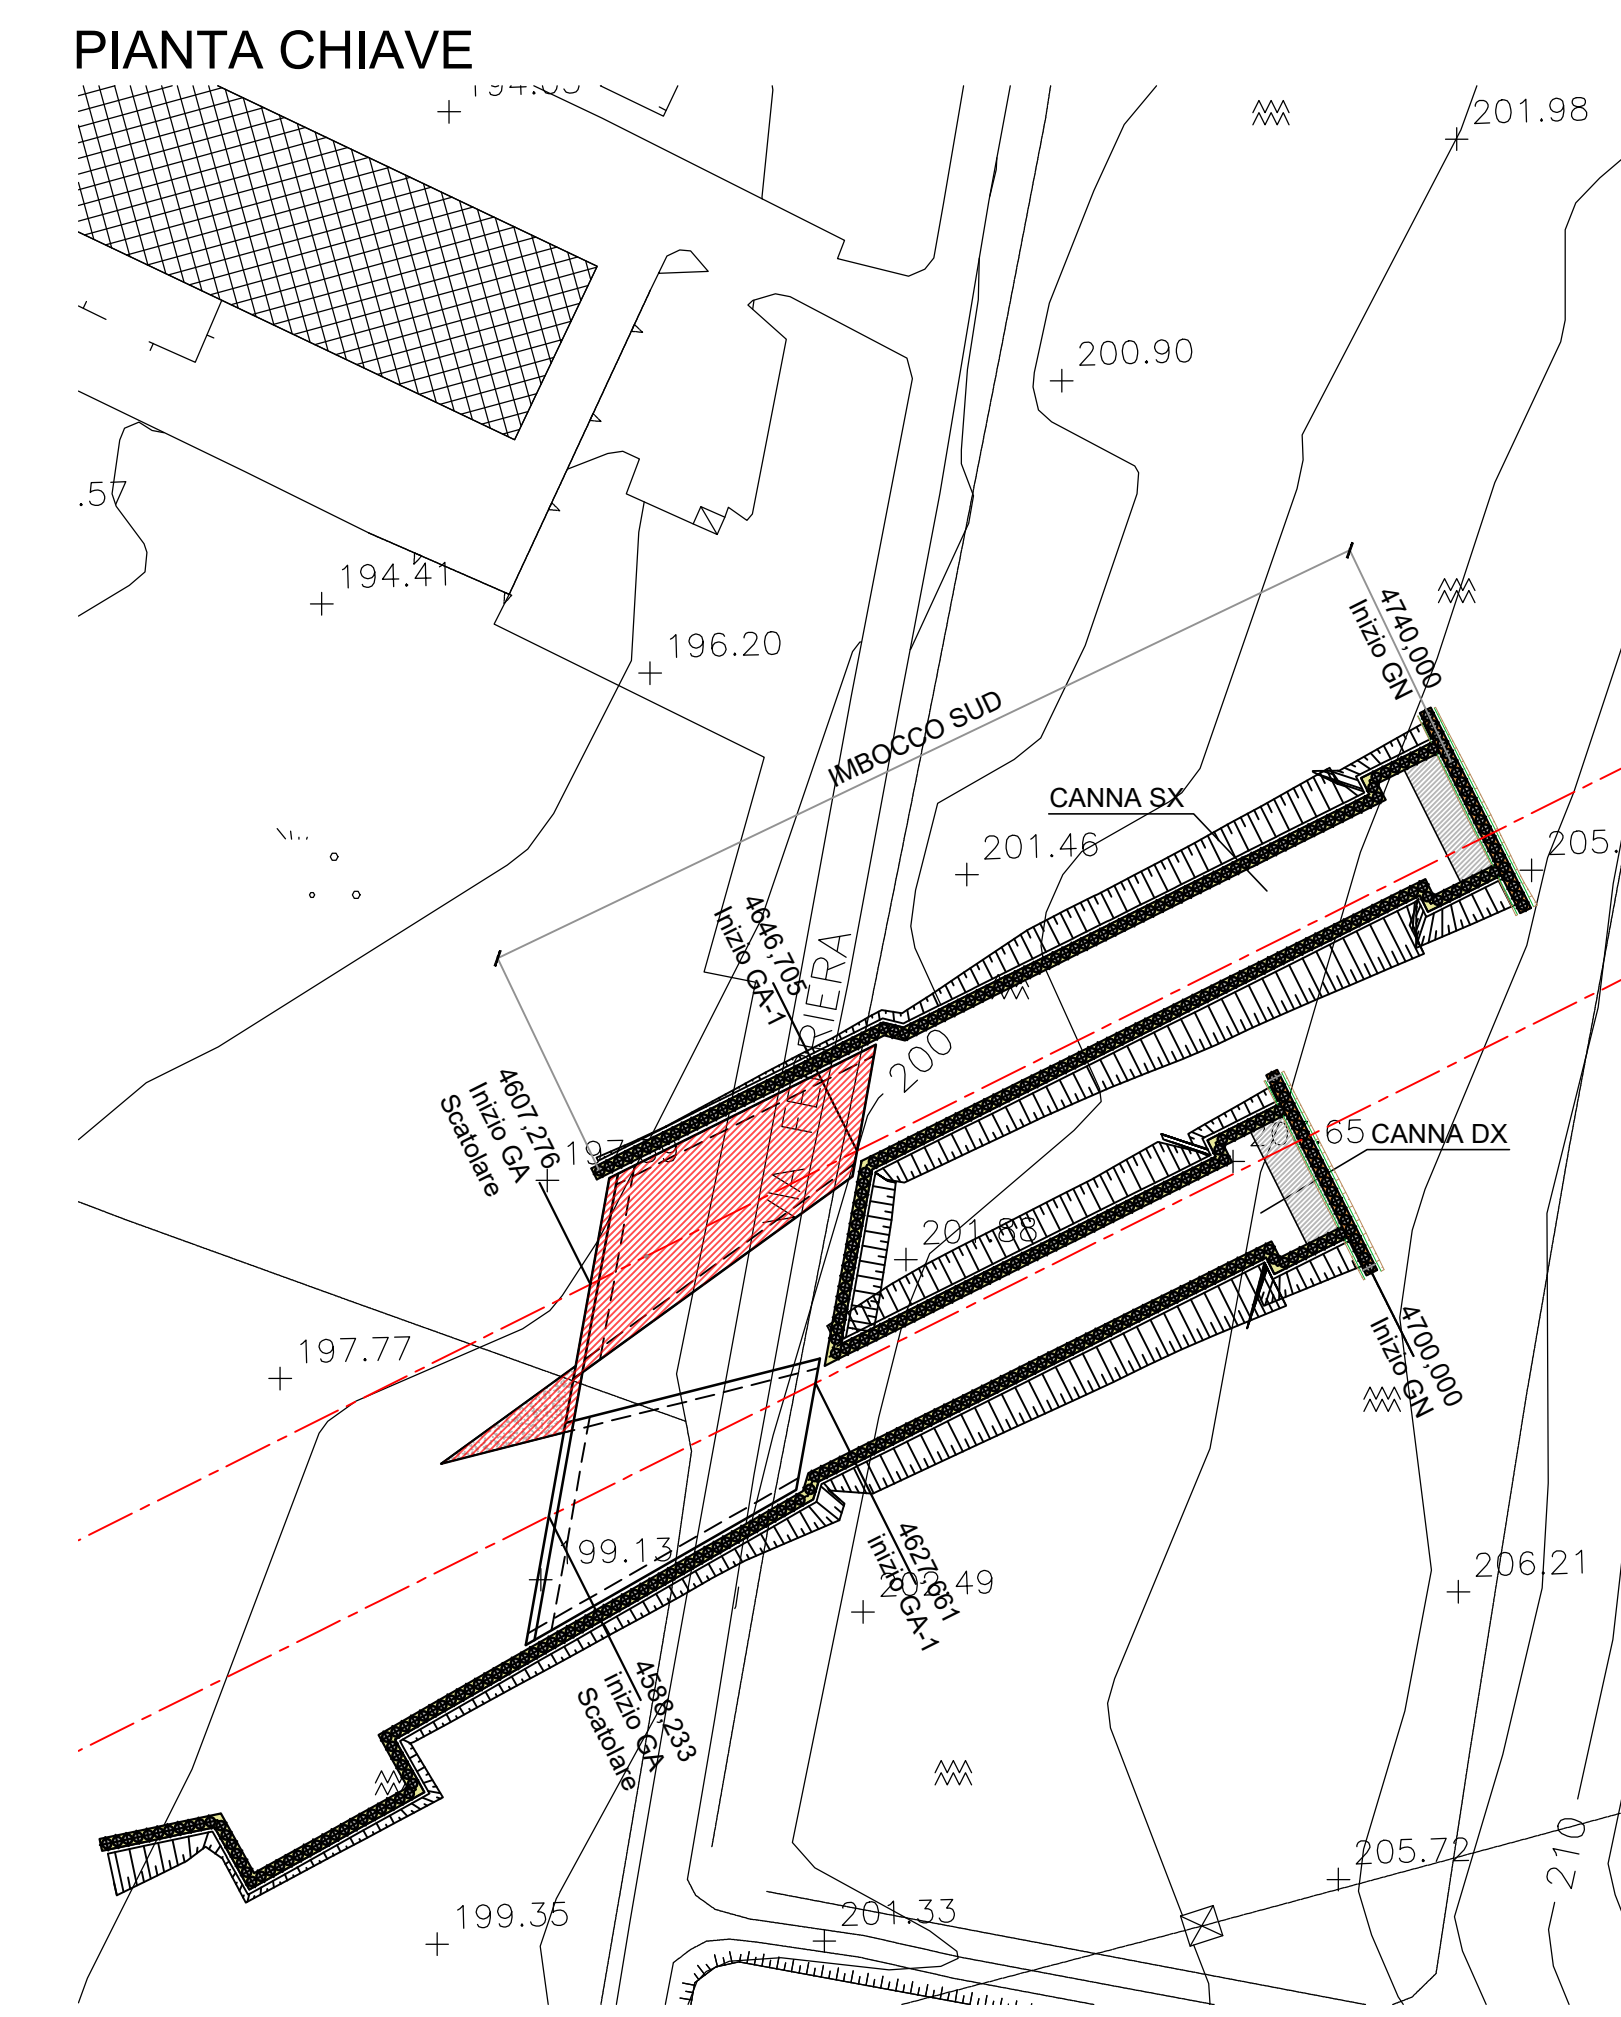 PIANTA CHIAVE
201.98
200.90
.57
194.41
196.20
4740,000
Inizio GN
IMBOCCO SUD
CANNA SX
201.46
205.
4646,705
Inizio GA-1
200
4607,276
Inizio GA
Scatolare
65
CANNA DX
201.88
197.77
4700,000
Inizio GN
199.13
4627,661
inizio GA-1
206.21
4588,233
inizio GA
Scatolare
205.72
210
199.35
201.33